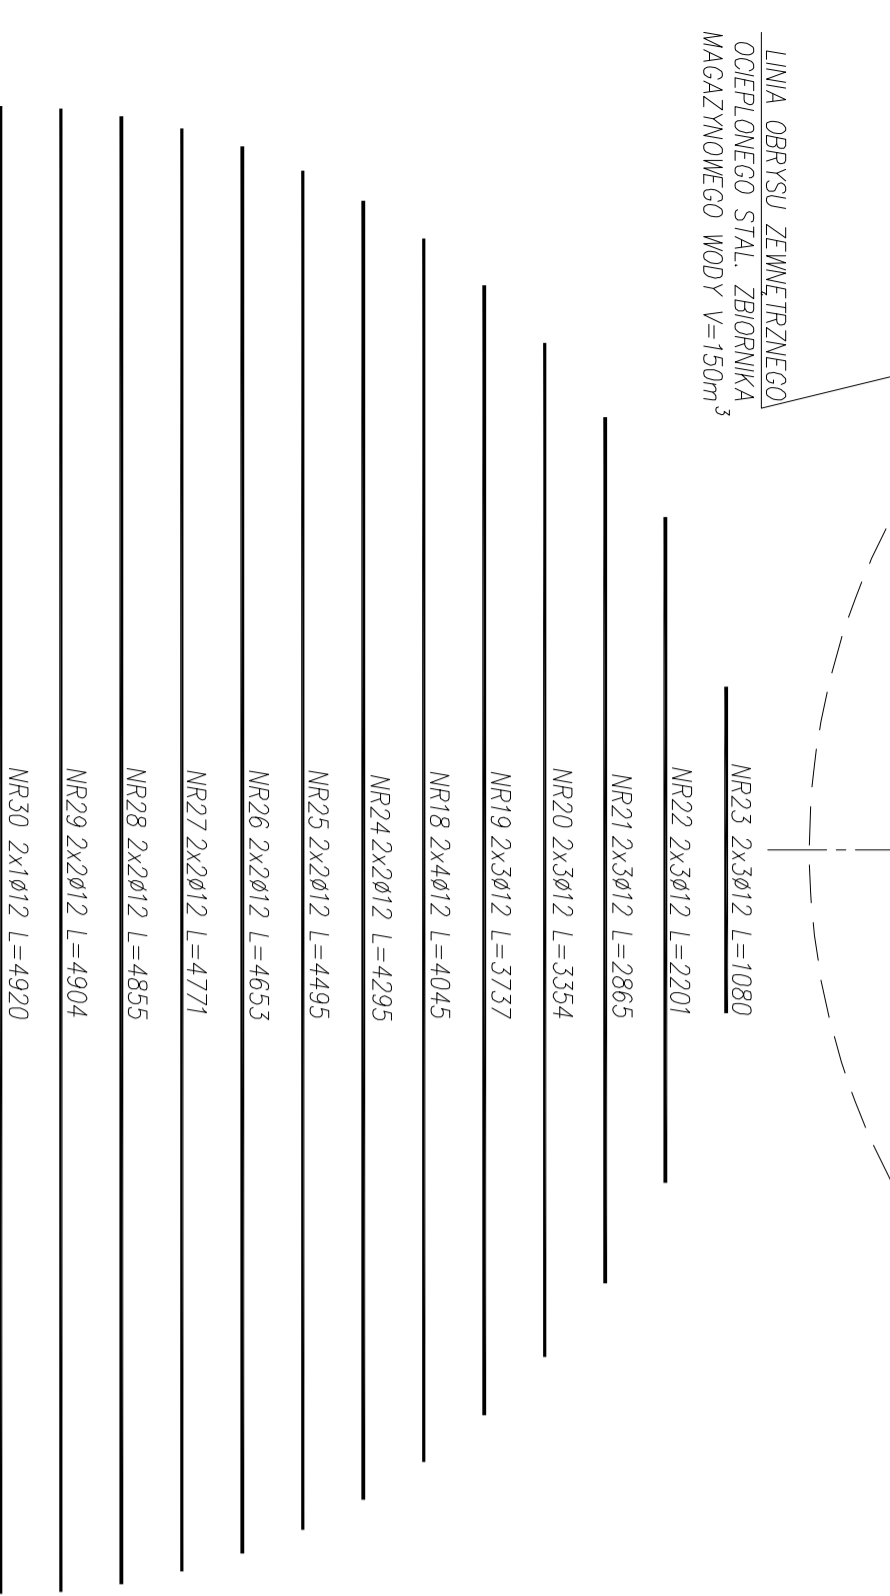 LINIA OBRYSU ZEWNĘTRZNEGO
OCIEPLONEGO STAL. ZBIORNIKA
MAGAZYNOWEGO WODY V=150m³
NR23 2x3ø12 L=1080
NR22 2x3ø12 L=2201
NR21 2x3ø12 L=2865
NR20 2x3ø12 L=3354
NR19 2x3ø12 L=3737
NR18 2x4ø12 L=4045
NR24 2x2ø12 L=4295
NR25 2x2ø12 L=4495
NR26 2x2ø12 L=4653
NR27 2x2ø12 L=4771
NR28 2x2ø12 L=4855
NR29 2x2ø12 L=4904
NR30 2x1ø12 L=4920